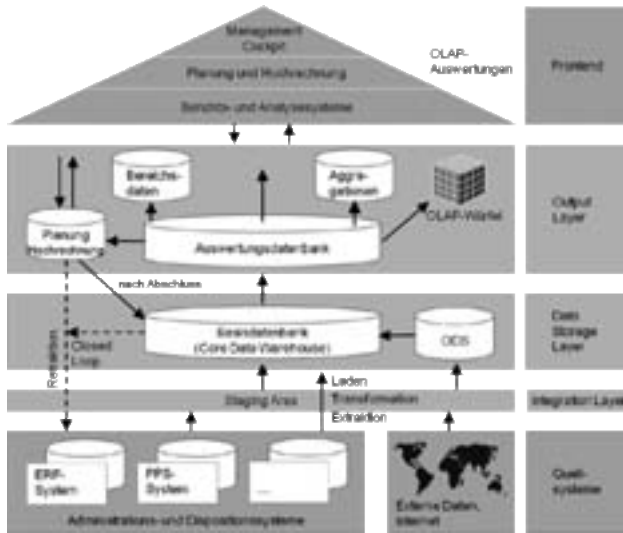 Management
Cockpit
OLAP-
Auswertungen
Frontend
Planung und Hochrechnung
Berichts- und Analysesysteme
Bereichs-
daten
Aggre-
gationen
OLAP-Würfel
Output
Layer
Planung
Hochrechnung
Auswertungsdatenbank
nach Abschluss
Basisdatenbank
(Core Data Warehouse)
ODS
Data
Storage
Layer
Closed
Loop
Retraktion
Laden
Staging Area
Transformation
Extraktion
Integration Layer
ERP-
System
PPS-
System
....
Externe Daten,
Internet
Quell-
systeme
Administrations- und Dispositionssysteme